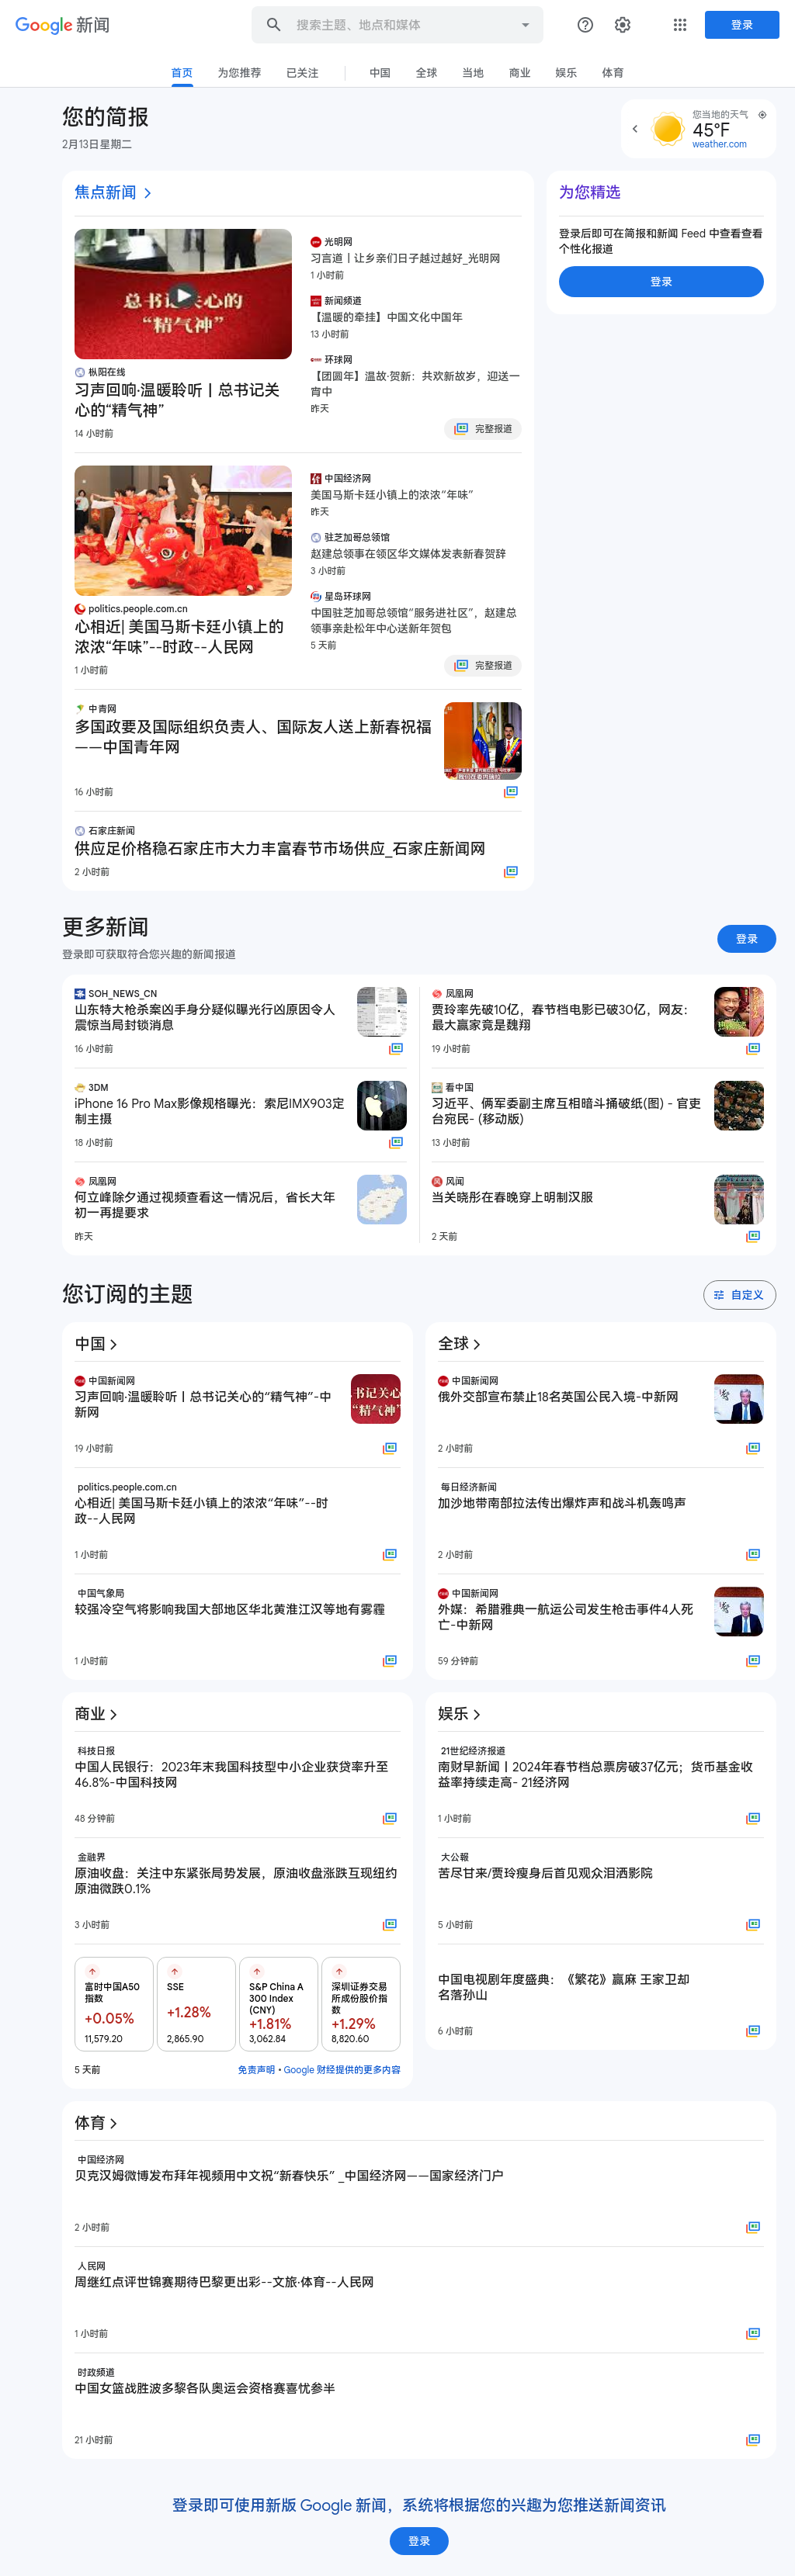 Google 新闻
搜索主题、地点和媒体
登录
首页
为您推荐
已关注
中国
全球
当地
商业
娱乐
体育
您的简报
2月13日星期二
您当地的天气
45°F
weather.com
焦点新闻
总书记关心的
“精气神”
枞阳在线
习声回响·温暖聆听丨总书记关
心的“精气神”
14 小时前
光明网
习言道丨让乡亲们日子越过越好_光明网
1 小时前
新闻频道
【温暖的牵挂】中国文化中国年
13 小时前
环球网
【团圆年】温故·贺新：共欢新故岁，迎送一
宵中
昨天
完整报道
为您精选
登录后即可在简报和新闻 Feed 中查看查看
个性化报道
登录
politics.people.com.cn
心相近| 美国马斯卡廷小镇上的
浓浓“年味”--时政--人民网
1 小时前
中国经济网
美国马斯卡廷小镇上的浓浓“年味”
昨天
驻芝加哥总领馆
赵建总领事在领区华文媒体发表新春贺辞
3 小时前
星岛环球网
中国驻芝加哥总领馆“服务进社区”，赵建总
领事亲赴松年中心送新年贺包
5 天前
完整报道
中青网
多国政要及国际组织负责人、国际友人送上新春祝福
——中国青年网
16 小时前
石家庄新闻
供应足价格稳石家庄市大力丰富春节市场供应_石家庄新闻网
2 小时前
更多新闻
登录即可获取符合您兴趣的新闻报道
登录
SOH_NEWS_CN
山东特大枪杀案凶手身分疑似曝光行凶原因令人
震惊当局封锁消息
16 小时前
凤凰网
贾玲率先破10亿，春节档电影已破30亿，网友：
最大赢家竟是魏翔
19 小时前
3DM
iPhone 16 Pro Max影像规格曝光：索尼IMX903定
制主摄
18 小时前
看中国
习近平、俩军委副主席互相暗斗捅破纸(图) - 官更
台宛民- (移动版)
13 小时前
凤凰网
何立峰除夕通过视频查看这一情况后，省长大年
初一再提要求
昨天
风闻
当关晓彤在春晚穿上明制汉服
2 天前
您订阅的主题
自定义
中国
中国新闻网
习声回响·温暖聆听丨总书记关心的“精气神”-中
新网
19 小时前
书记关心
“精气神”
politics.people.com.cn
心相近| 美国马斯卡廷小镇上的浓浓“年味”--时
政--人民网
1 小时前
中国气象局
较强冷空气将影响我国大部地区华北黄淮江汉等地有雾霾
1 小时前
全球
中国新闻网
俄外交部宣布禁止18名英国公民入境-中新网
2 小时前
每日经济新闻
加沙地带南部拉法传出爆炸声和战斗机轰鸣声
2 小时前
中国新闻网
外媒：希腊雅典一航运公司发生枪击事件4人死
亡-中新网
59 分钟前
商业
科技日报
中国人民银行：2023年末我国科技型中小企业获贷率升至
46.8%-中国科技网
48 分钟前
金融界
原油收盘：关注中东紧张局势发展，原油收盘涨跌互现纽约
原油微跌0.1%
3 小时前
富时中国A50
指数
+0.05%
11,579.20
SSE
+1.28%
2,865.90
S&P China A
300 Index
(CNY)
+1.81%
3,062.84
深圳证券交易
所成份股价指
数
+1.29%
8,820.60
5 天前
免责声明 • Google 财经提供的更多内容
娱乐
21世纪经济报道
南财早新闻丨2024年春节档总票房破37亿元；货币基金收
益率持续走高- 21经济网
1 小时前
大公報
苦尽甘来/贾玲瘦身后首见观众泪洒影院
5 小时前
中国电视剧年度盛典：《繁花》赢麻 王家卫却
名落孙山
6 小时前
体育
中国经济网
贝克汉姆微博发布拜年视频用中文祝“新春快乐” _中国经济网——国家经济门户
2 小时前
人民网
周继红点评世锦赛期待巴黎更出彩--文旅·体育--人民网
1 小时前
时政频道
中国女篮战胜波多黎各队奥运会资格赛喜忧参半
21 小时前
登录即可使用新版 Google 新闻，系统将根据您的兴趣为您推送新闻资讯
登录